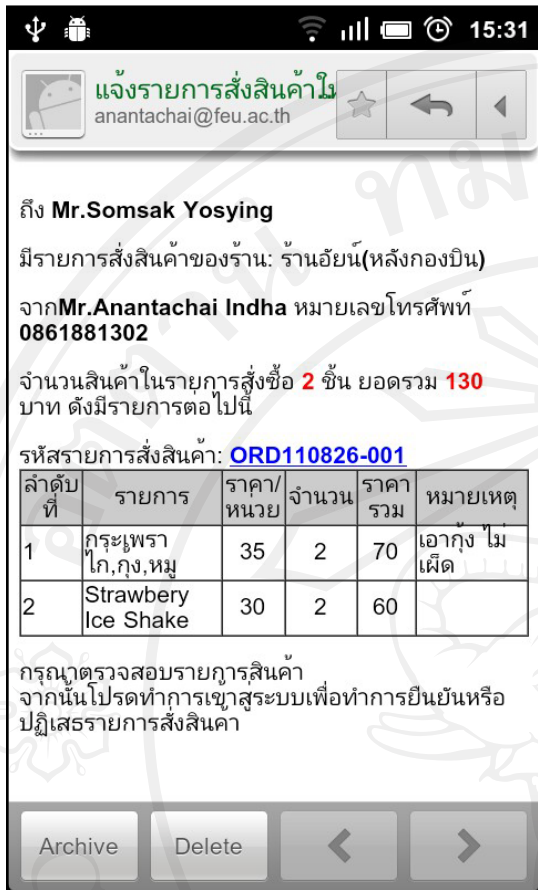 15:31
แจ้งรายการสั่งสินค้าให
anantachai@feu.ac.th
ถึง Mr.Somsak Yosying
มีรายการสั่งสินค้าของร้าน: ร้านอัยน์(หลังกองบิน)
จากMr.Anantachai Indha หมายเลขโทรศัพท์
0861881302
จำนวนสินค้าในรายการสั่งซื้อ 2 ชิ้น ยอดรวม 130
บาท ดังมีรายการต่อไปนี้
รหัสรายการสั่งสินค้า: ORD110826-001
ลำดับที่ รายการ ราคา/หน่วย จำนวน ราคารวม หมายเหตุ
1 กระเพรา ไก่,กุ้ง,หมู 35 2 70 เอากุ้ง ไม่เผ็ด
2 Strawbery Ice Shake 30 2 60
กรุณาตรวจสอบรายการสินค้า
จากนั้นโปรดทำการเข้าสู่ระบบเพื่อทำการยืนยันหรือ
ปฏิเสธรายการสั่งสินคา
Archive Delete